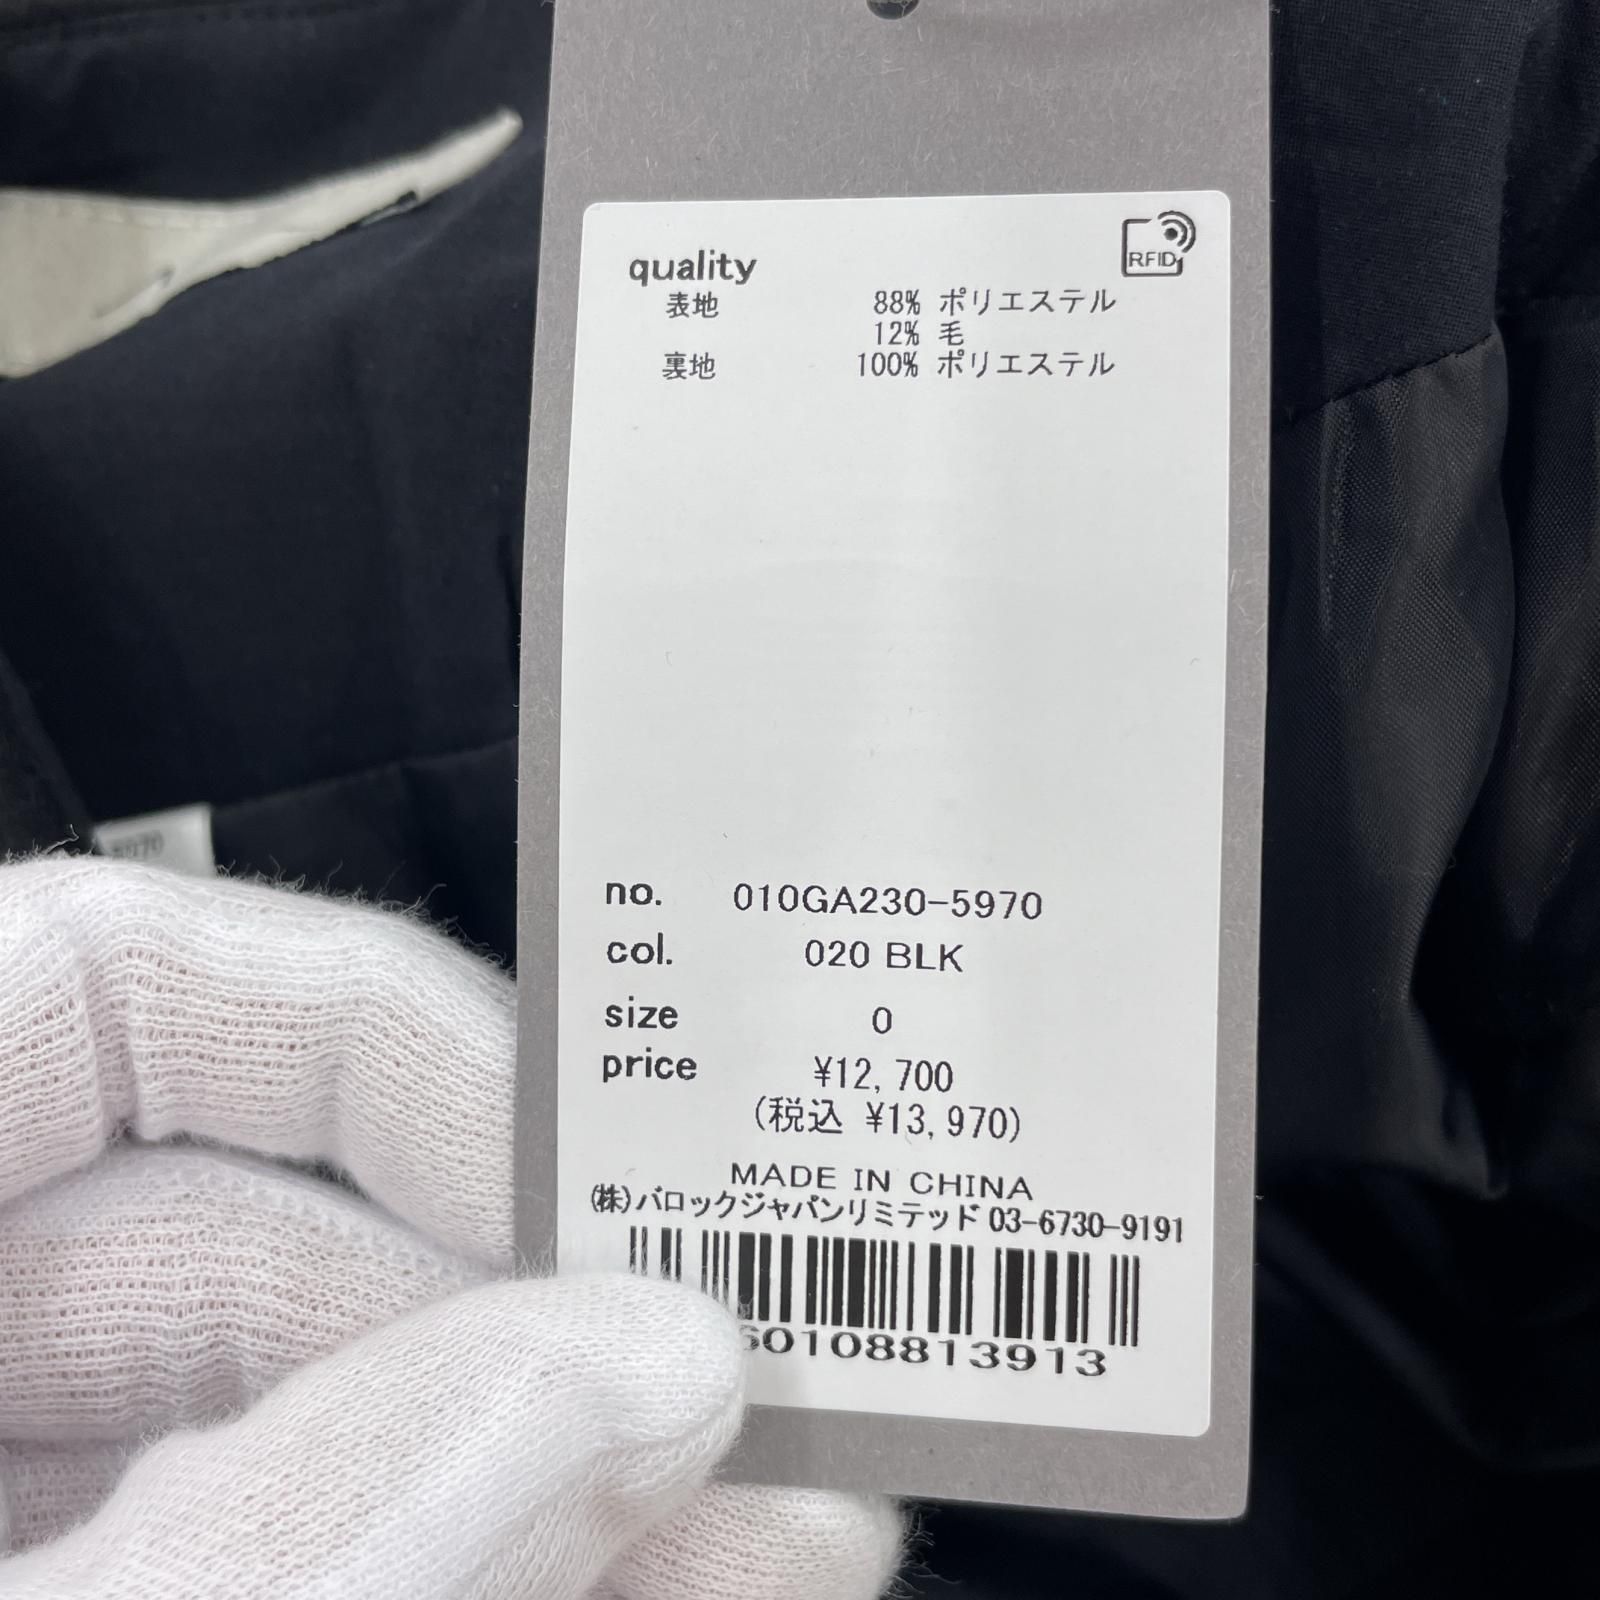 RFID
quality
表地 88% ポリエステル
12% 毛
裏地 100% ポリエステル
no. 010GA230-5970
col. 020 BLK
size 0
price ¥12,700
(税込 ¥13,970)
MADE IN CHINA
(株)バロックジャパンリミテッド 03-6730-9191
60108813913